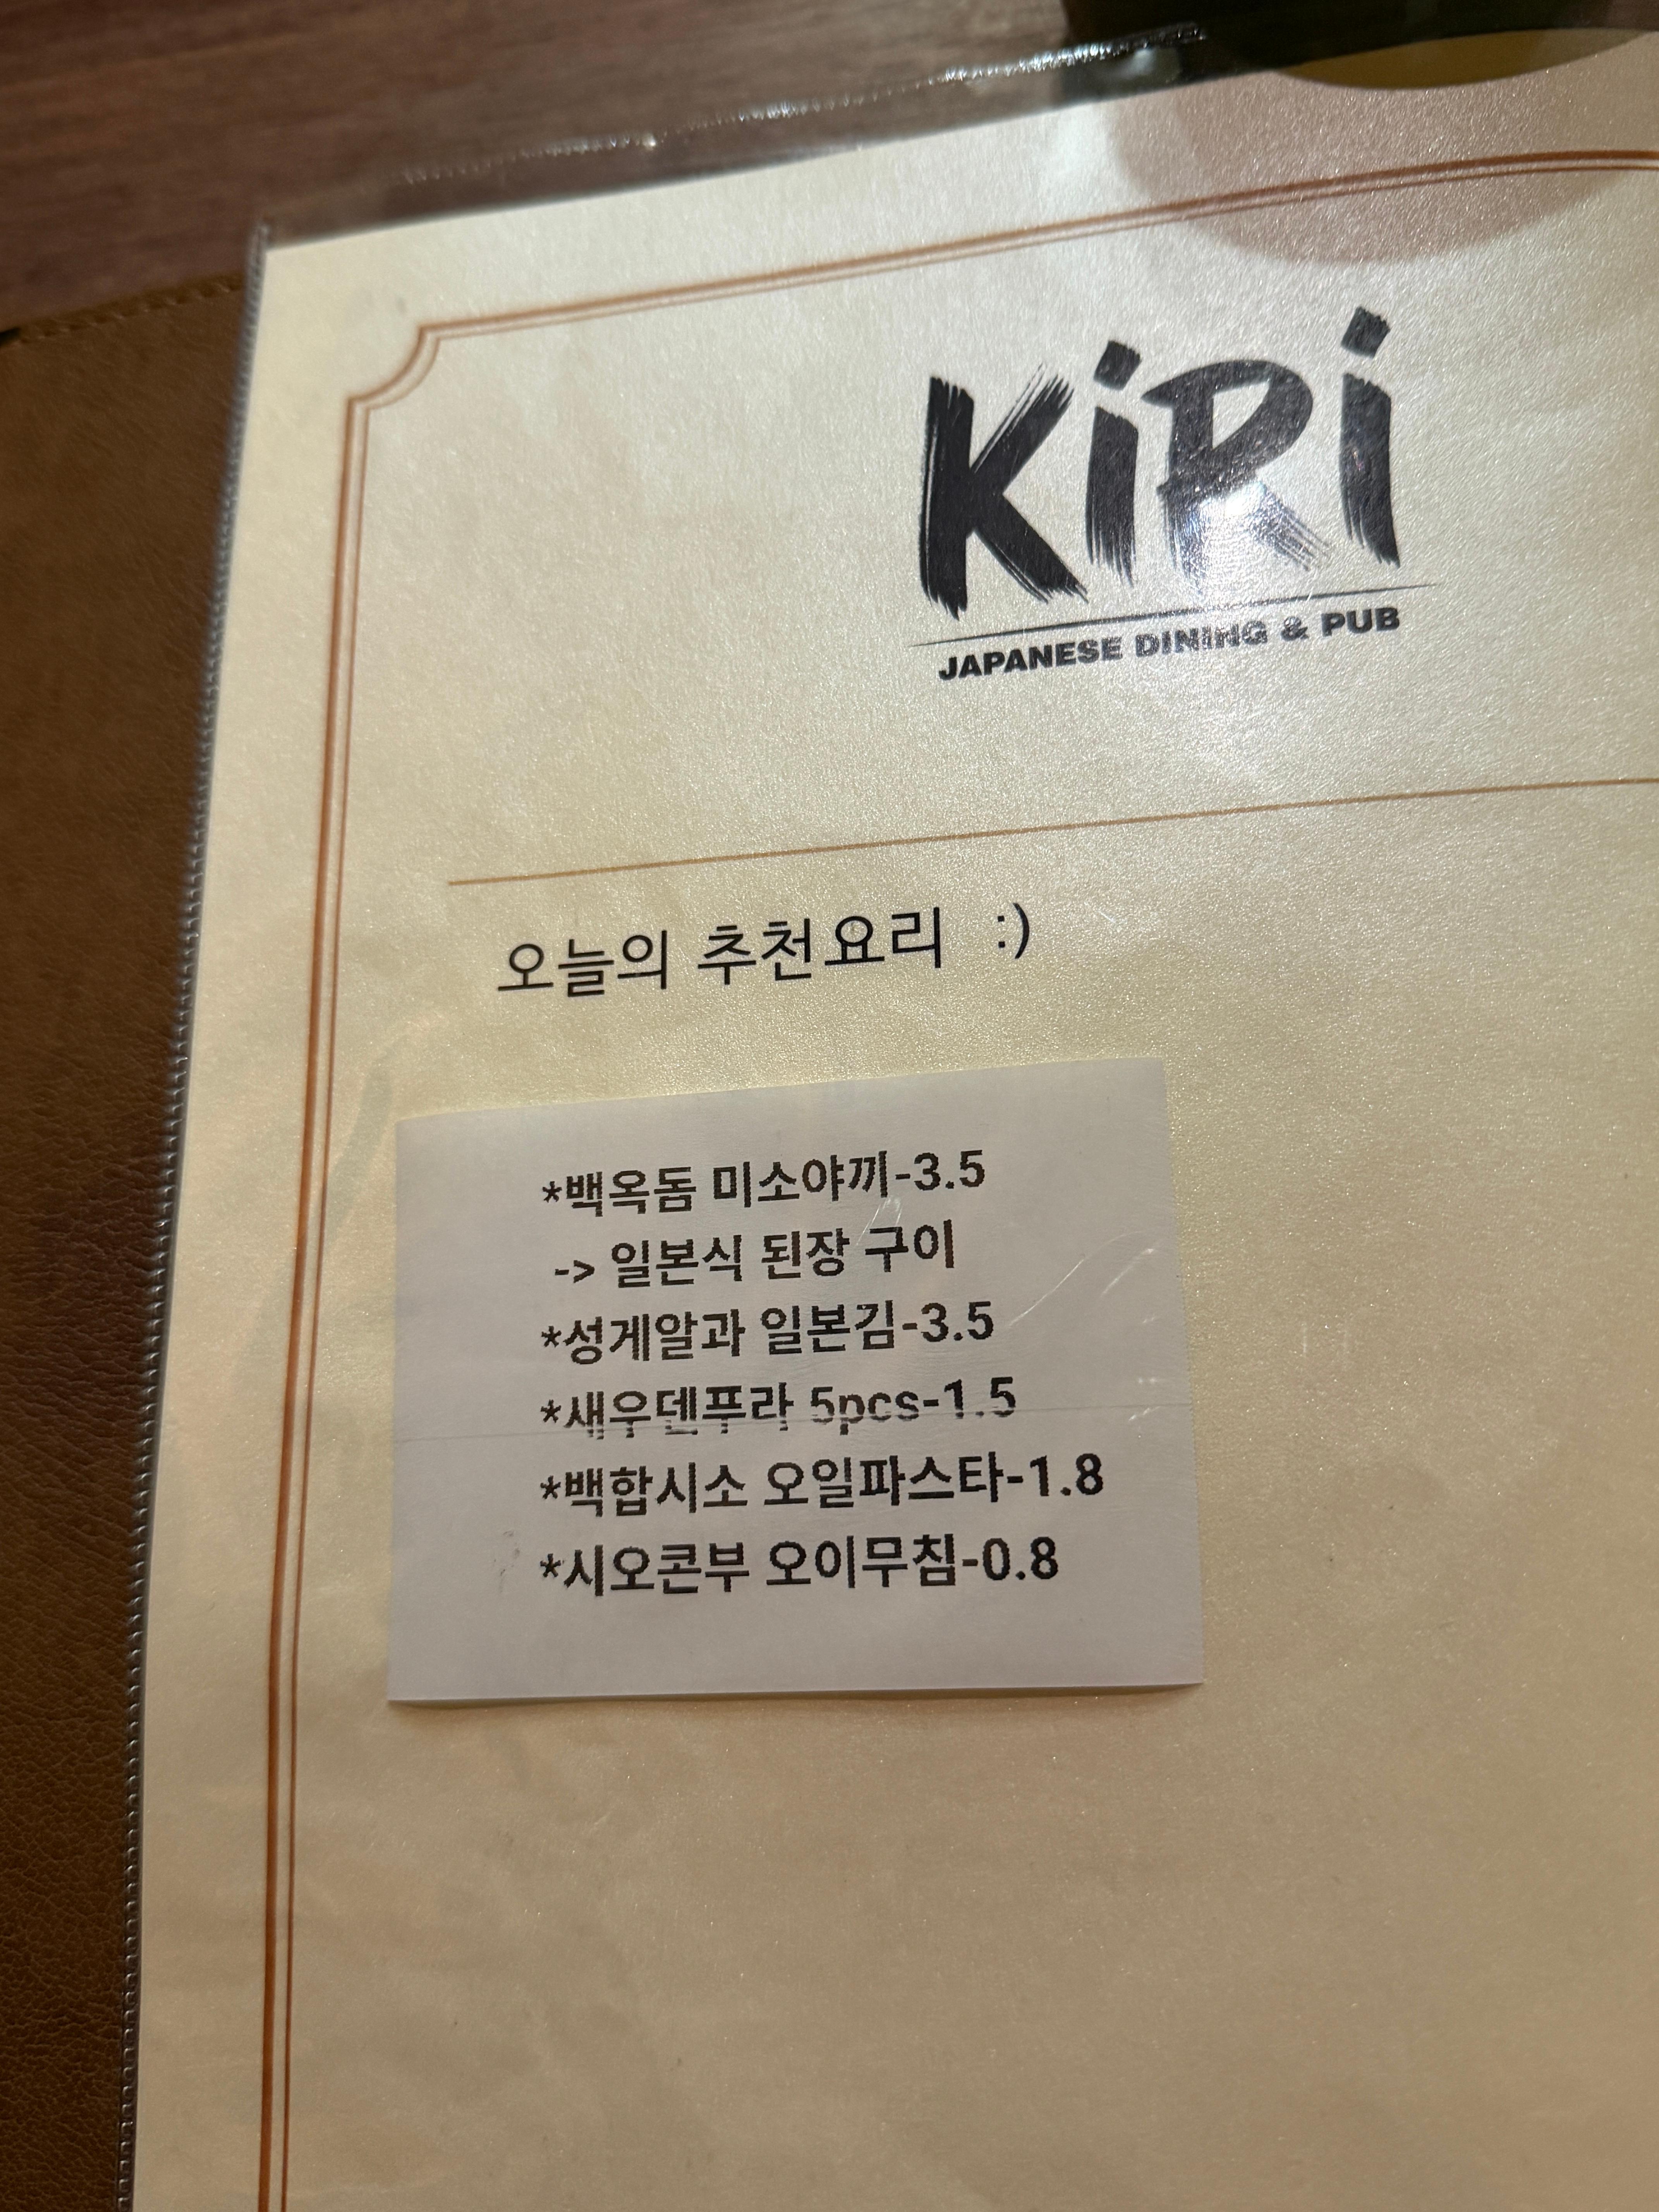 KiRi
JAPANESE DINING & PUB
오늘의 추천요리 :)
*백옥돔 미소야끼-3.5
-> 일본식 된장 구이
*성게알과 일본김-3.5
*새우덴푸라 5pcs-1.5
*백합시소 오일파스타-1.8
*시오콘부 오이무침-0.8